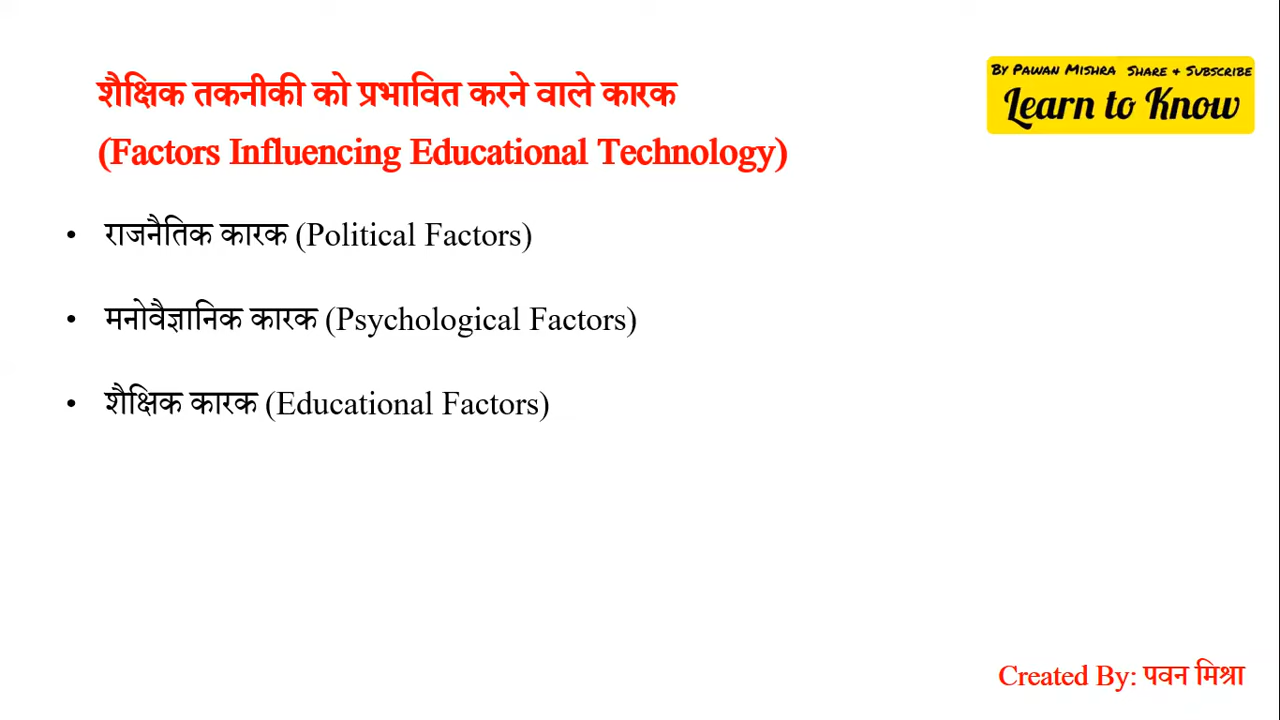 शैक्षिक तकनीकी को प्रभावित करने वाले कारक
(Factors Influencing Educational Technology)
By Pawan Mishra Share & Subscribe
Learn to Know
• राजनैतिक कारक (Political Factors)
• मनोवैज्ञानिक कारक (Psychological Factors)
• शैक्षिक कारक (Educational Factors)
Created By: पवन मिश्रा